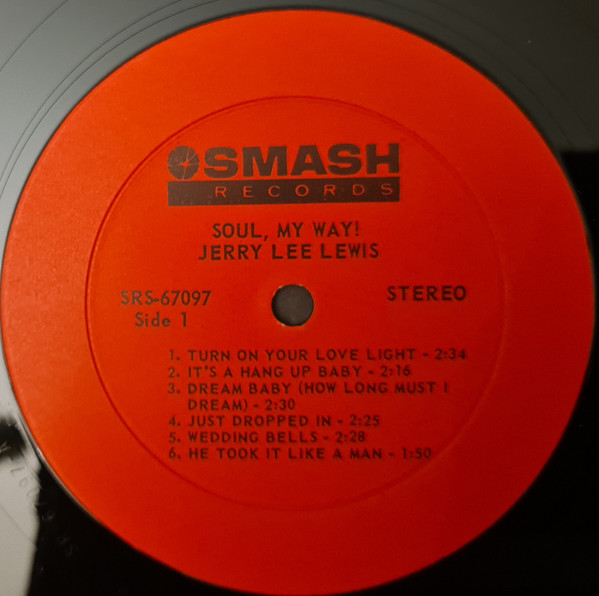 SMASH
RECORDS
SOUL, MY WAY!
JERRY LEE LEWIS
SRS-67097
STEREO
Side 1
1. TURN ON YOUR LOVE LIGHT - 2:34
2. IT'S A HANG UP BABY - 2:16
3. DREAM BABY (HOW LONG MUST I
DREAM) - 2:30
4. JUST DROPPED IN - 2:25
5. WEDDING BELLS - 2:28
6. HE TOOK IT LIKE A MAN - 1:50